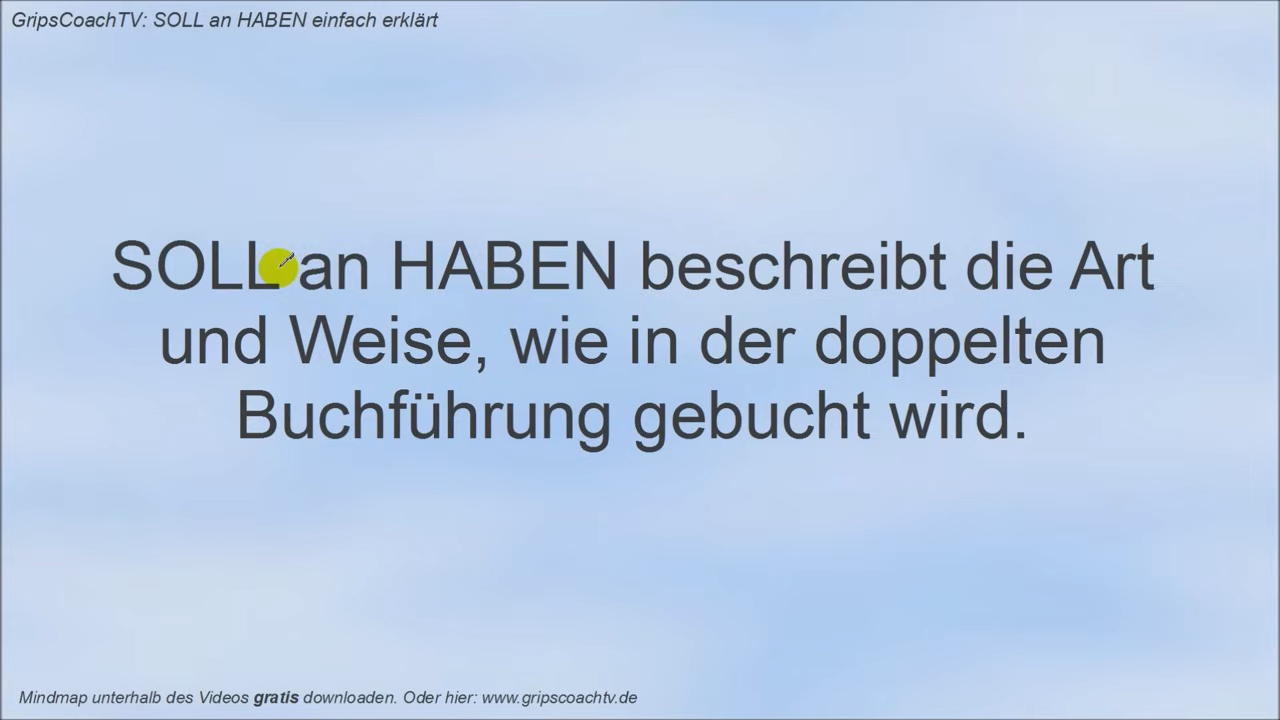 GripsCoachTV: SOLL an HABEN einfach erklärt
SOLL an HABEN beschreibt die Art
und Weise, wie in der doppelten
Buchführung gebucht wird.
Mindmap unterhalb des Videos gratis downloaden. Oder hier: www.gripscoachtv.de